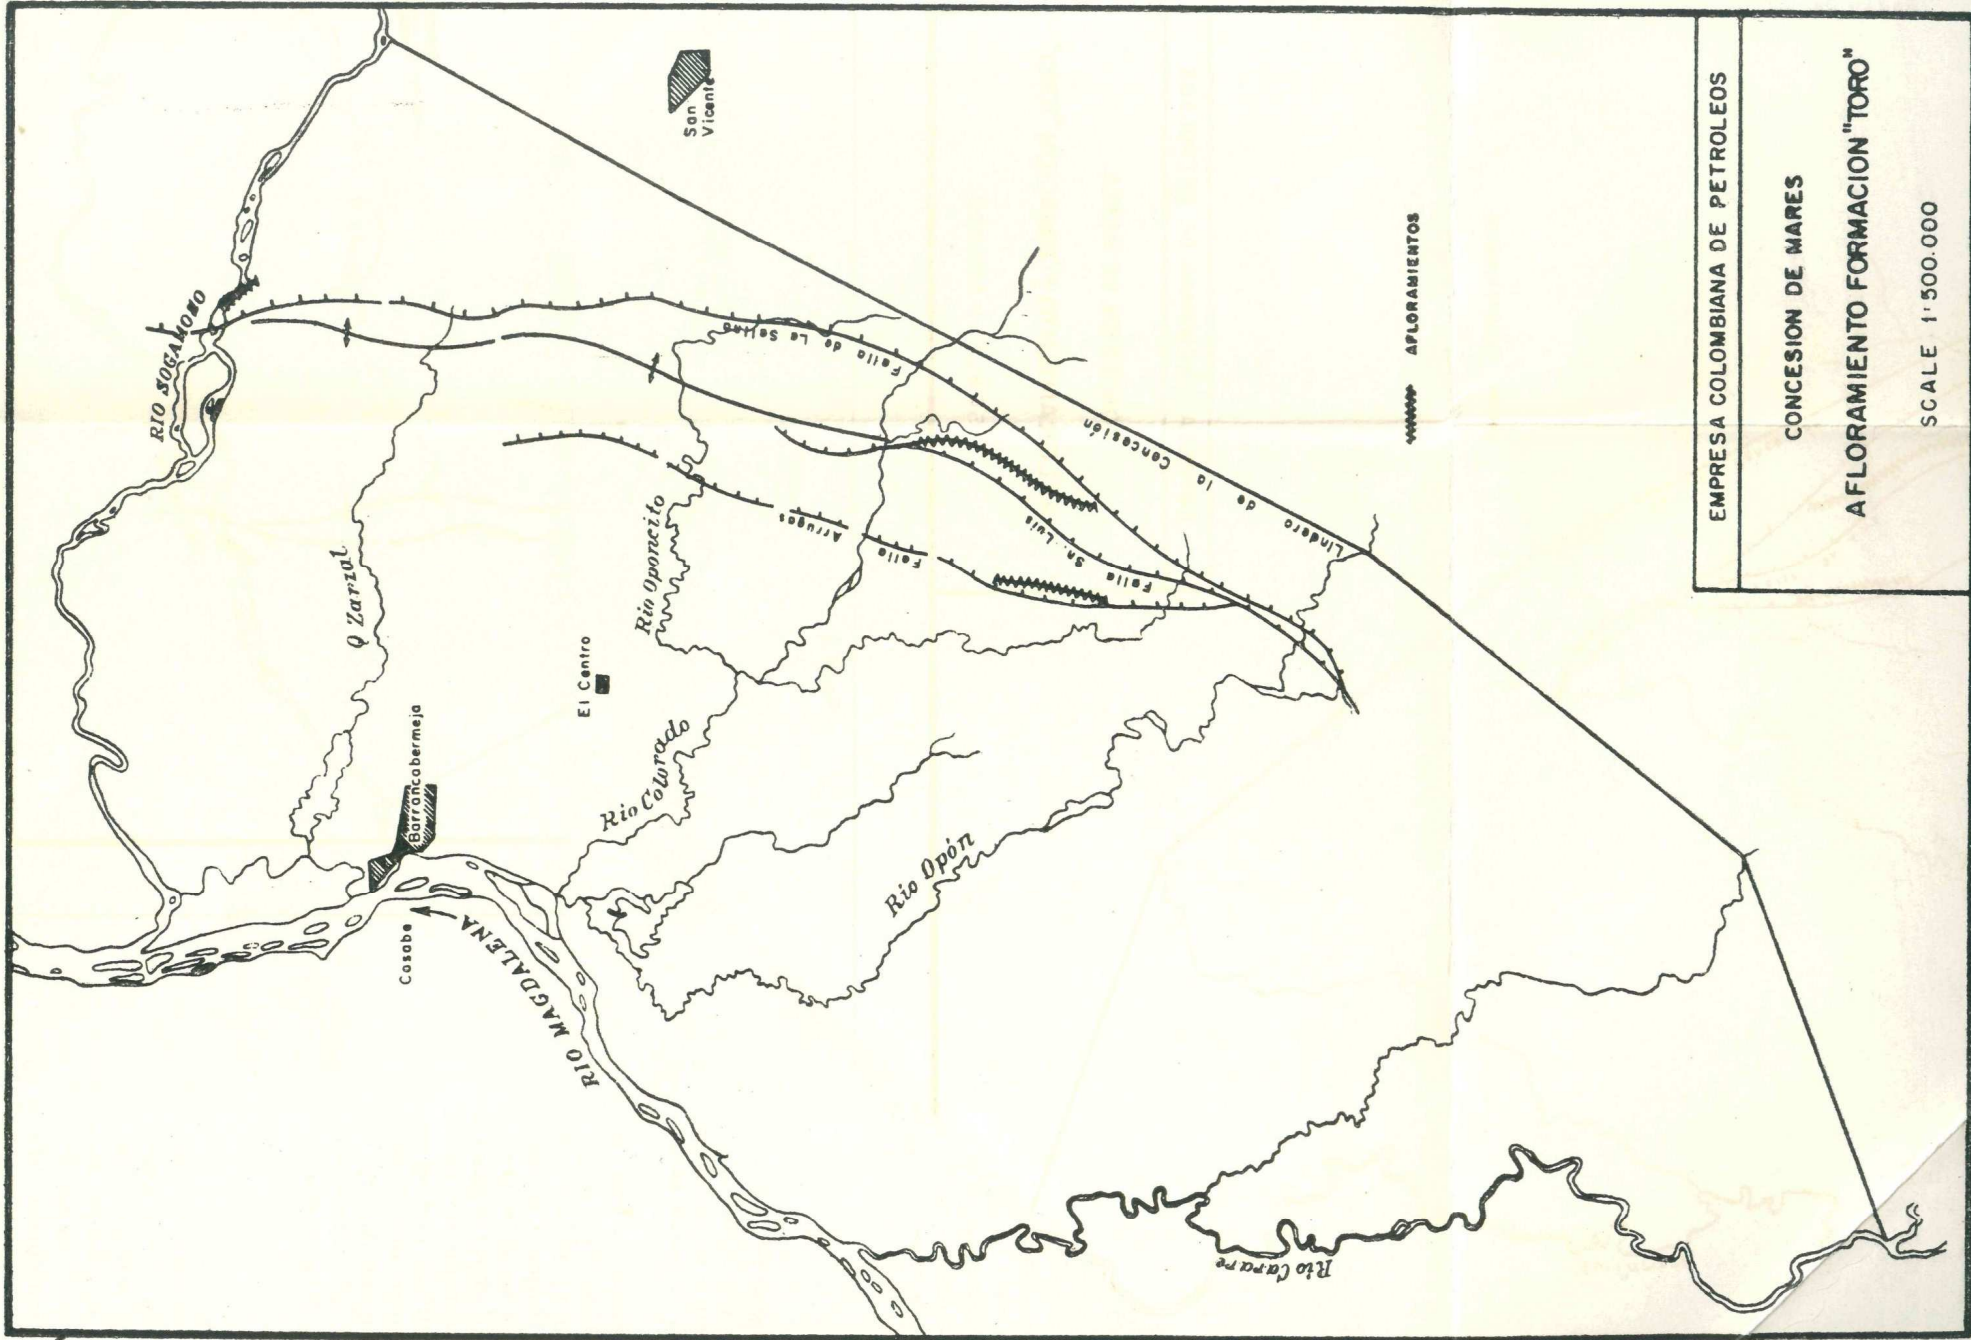 EMPRESA COLOMBIANA DE PETROLEOS
CONCESION DE MARES
AFLORAMIENTO FORMACION "TORO"
SCALE 1:500.000
AFLORAMIENTOS
San
Vicente
RIO SOGAMOSO
Q Zarzal
Barrancabermeja
Casabe
RIO MAGDALENA
El Centro
Rio Oponcito
Rio Colorado
Rio Opón
Rio Carare
Falla de La Salina
Falla Arrugas
Falla Sn. Luis
Lindero de la Concesión